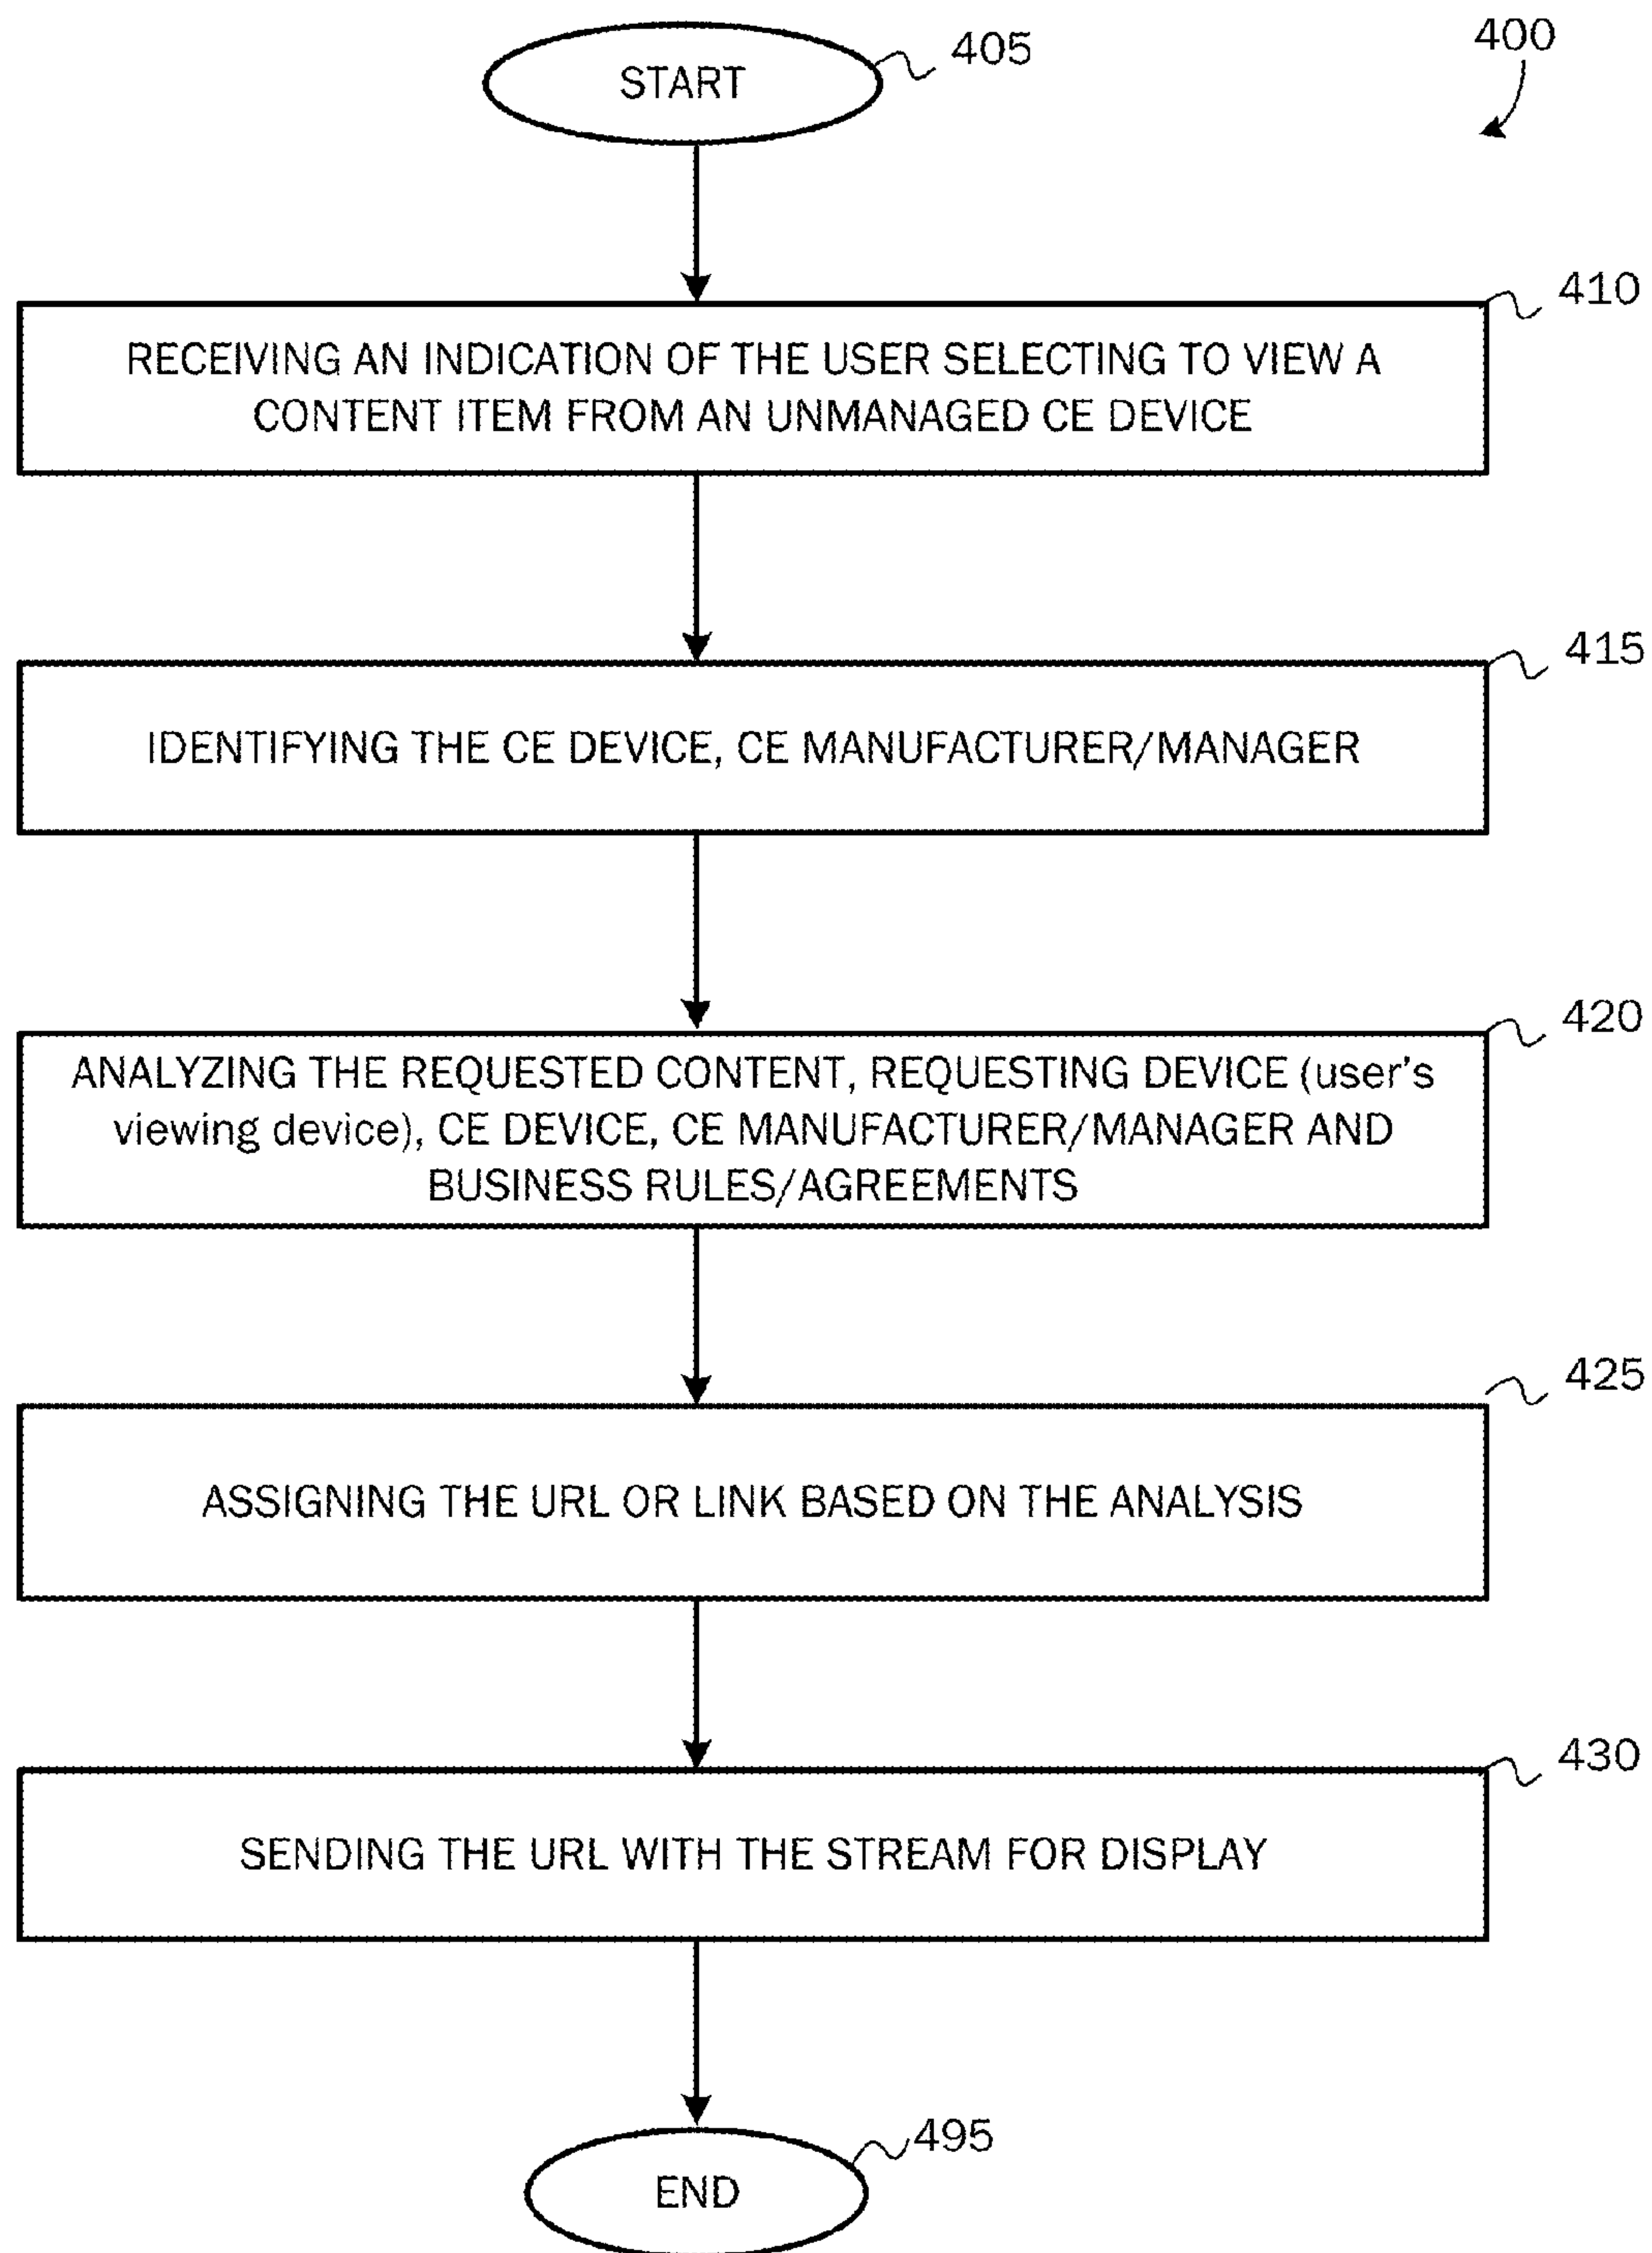 400
START
405
410
RECEIVING AN INDICATION OF THE USER SELECTING TO VIEW A
CONTENT ITEM FROM AN UNMANAGED CE DEVICE
415
IDENTIFYING THE CE DEVICE, CE MANUFACTURER/MANAGER
420
ANALYZING THE REQUESTED CONTENT, REQUESTING DEVICE (user's
viewing device), CE DEVICE, CE MANUFACTURER/MANAGER AND
BUSINESS RULES/AGREEMENTS
425
ASSIGNING THE URL OR LINK BASED ON THE ANALYSIS
430
SENDING THE URL WITH THE STREAM FOR DISPLAY
495
END